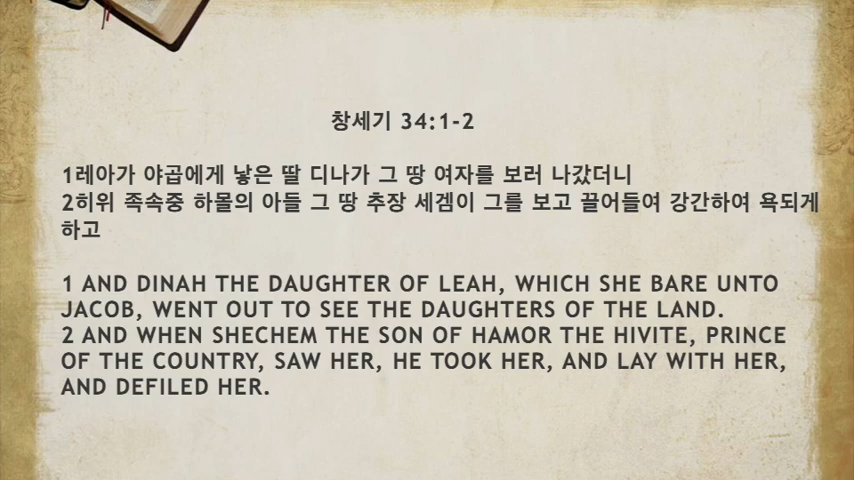 창세기 34:1-2
1레아가 야곱에게 낳은 딸 디나가 그 땅 여자를 보러 나갔더니
2히위 족속중 하몰의 아들 그 땅 추장 세겜이 그를 보고 끌어들여 강간하여 욕되게
하고
1 AND DINAH THE DAUGHTER OF LEAH, WHICH SHE BARE UNTO
JACOB, WENT OUT TO SEE THE DAUGHTERS OF THE LAND.
2 AND WHEN SHECHEM THE SON OF HAMOR THE HIVITE, PRINCE
OF THE COUNTRY, SAW HER, HE TOOK HER, AND LAY WITH HER,
AND DEFILED HER.